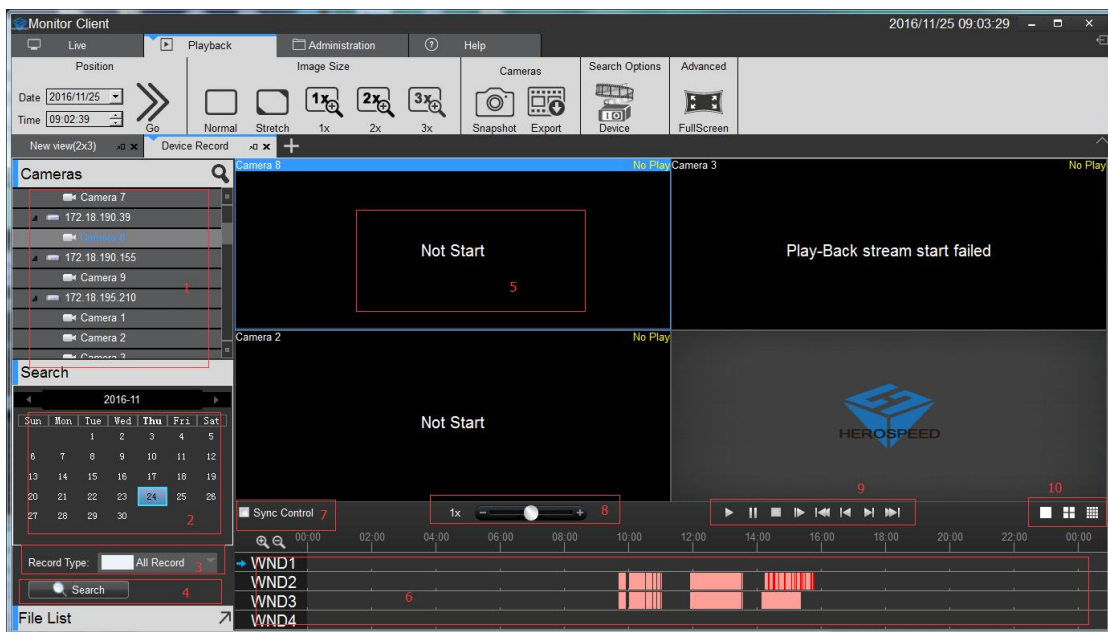 Monitor Client 2016/11/25 09:03:29
Live Playback Administration Help
Position Image Size Cameras Search Options Advanced
Date 2016/11/25
Time 09:02:39
Go Normal Stretch 1x 2x 3x Snapshot Export Device FullScreen
1x 2x 3x
New view(2x3) Device Record
Cameras
Camera 7
172.18.190.39
Camera 8
172.18.190.155
Camera 9
172.18.195.210
Camera 1
Camera 2
Camera 3
1
Camera 8 No Play
Not Start
5
Camera 3 No Play
Play-Back stream start failed
Camera 2 No Play
Not Start
HEROSPEED
Search
2016-11
Sun Mon Tue Wed Thu Fri Sat
1 2 3 4 5
6 7 8 9 10 11 12
13 14 15 16 17 18 19
20 21 22 23 24 25 26
27 28 29 30
2
Record Type: All Record
3
Search
4
File List
Sync Control 7
1x 8
9
10
00:00 02:00 04:00 06:00 08:00 10:00 12:00 14:00 16:00 18:00 20:00 22:00 00:00
WND1
WND2
WND3
WND4
6